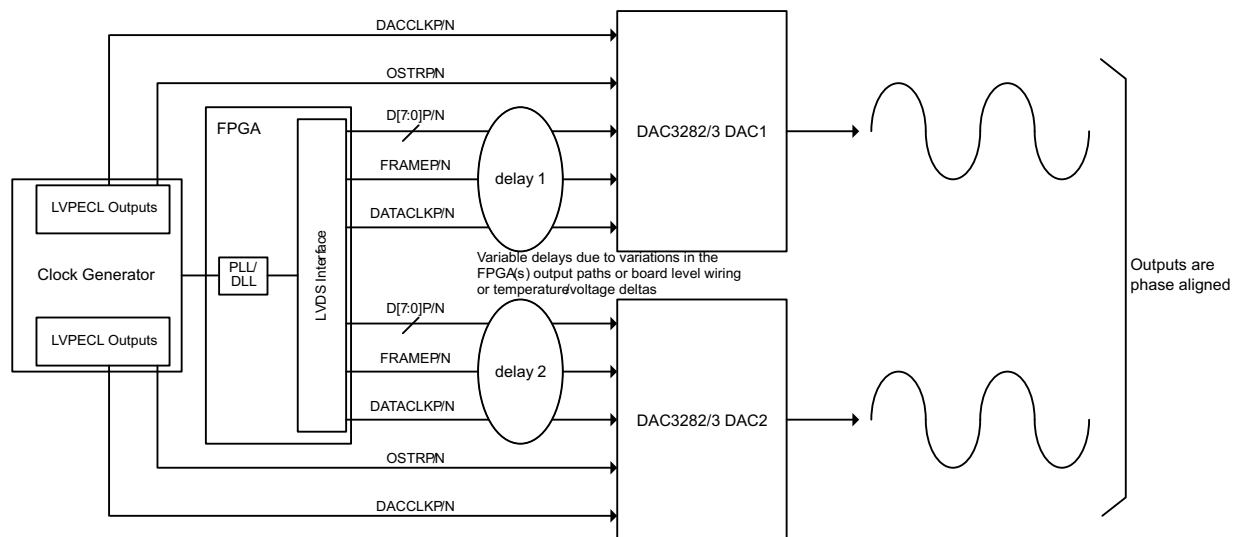 DACCLKP/N
OSTRP/N
FPGA
D[7:0]P/N
FRAMEP/N
DATACLKP/N
delay 1
DAC3282/3 DAC1
LVPECL Outputs
Clock Generator
LVPECL Outputs
PLL/
DLL
LVDS Interface
Variable delays due to variations in the
FPGA(s) output paths or board level wiring
or temperature/voltage deltas
Outputs are
phase aligned
D[7:0]P/N
FRAMEP/N
DATACLKP/N
delay 2
DAC3282/3 DAC2
OSTRP/N
DACCLKP/N